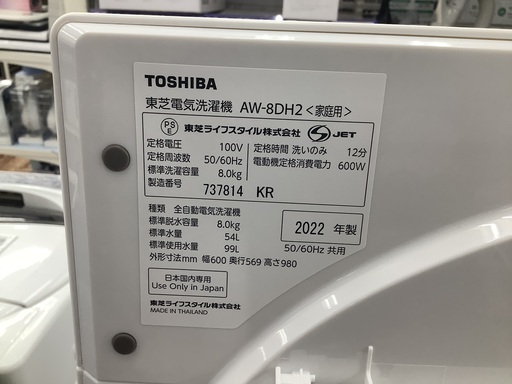 TOSHIBA
東芝電気洗濯機 AW-8DH2＜家庭用＞
PS E 東芝ライフスタイル株式会社 S JET
定格電圧 100V 定格時間 洗いのみ 12分
定格周波数 50/60Hz 電動機定格消費電力 600W
標準洗濯容量 8.0kg
製造番号 737814 KR
種類 全自動電気洗濯機
標準脱水容量 8.0kg
標準水量 54L
標準使用水量 99L
2022 年製
50/60Hz 共用
外形寸法mm 幅600 奥行569 高さ980
日本国内専用
Use Only in Japan
東芝ライフスタイル株式会社
MADE IN THAILAND